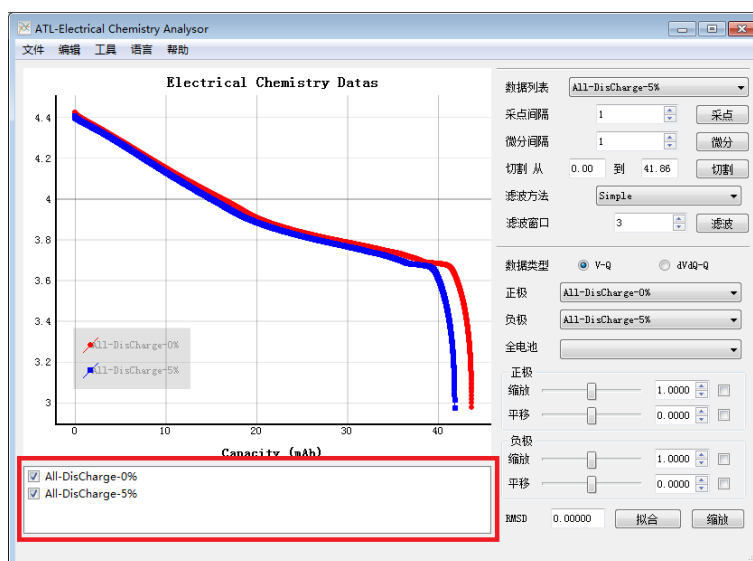 ATL-Electrical Chemistry Analysor
文件 编辑 工具 语言 帮助
Electrical Chemistry Datas
4.4
4.2
4
3.8
3.6
3.4
3.2
3
All-DisCharge-0%
All-DisCharge-5%
0 10 20 30 40
Capacity (mAh)
All-DisCharge-0%
All-DisCharge-5%
数据列表 All-DisCharge-5%
采点间隔 1 采点
微分间隔 1 微分
切割 从 0.00 到 41.86 切割
滤波方法 Simple
滤波窗口 3 滤波
数据类型 V-Q dVdQ-Q
正极 All-DisCharge-0%
负极 All-DisCharge-5%
全电池
正极
缩放 1.0000
平移 0.0000
负极
缩放 1.0000
平移 0.0000
RMSD 0.00000 拟合 缩放